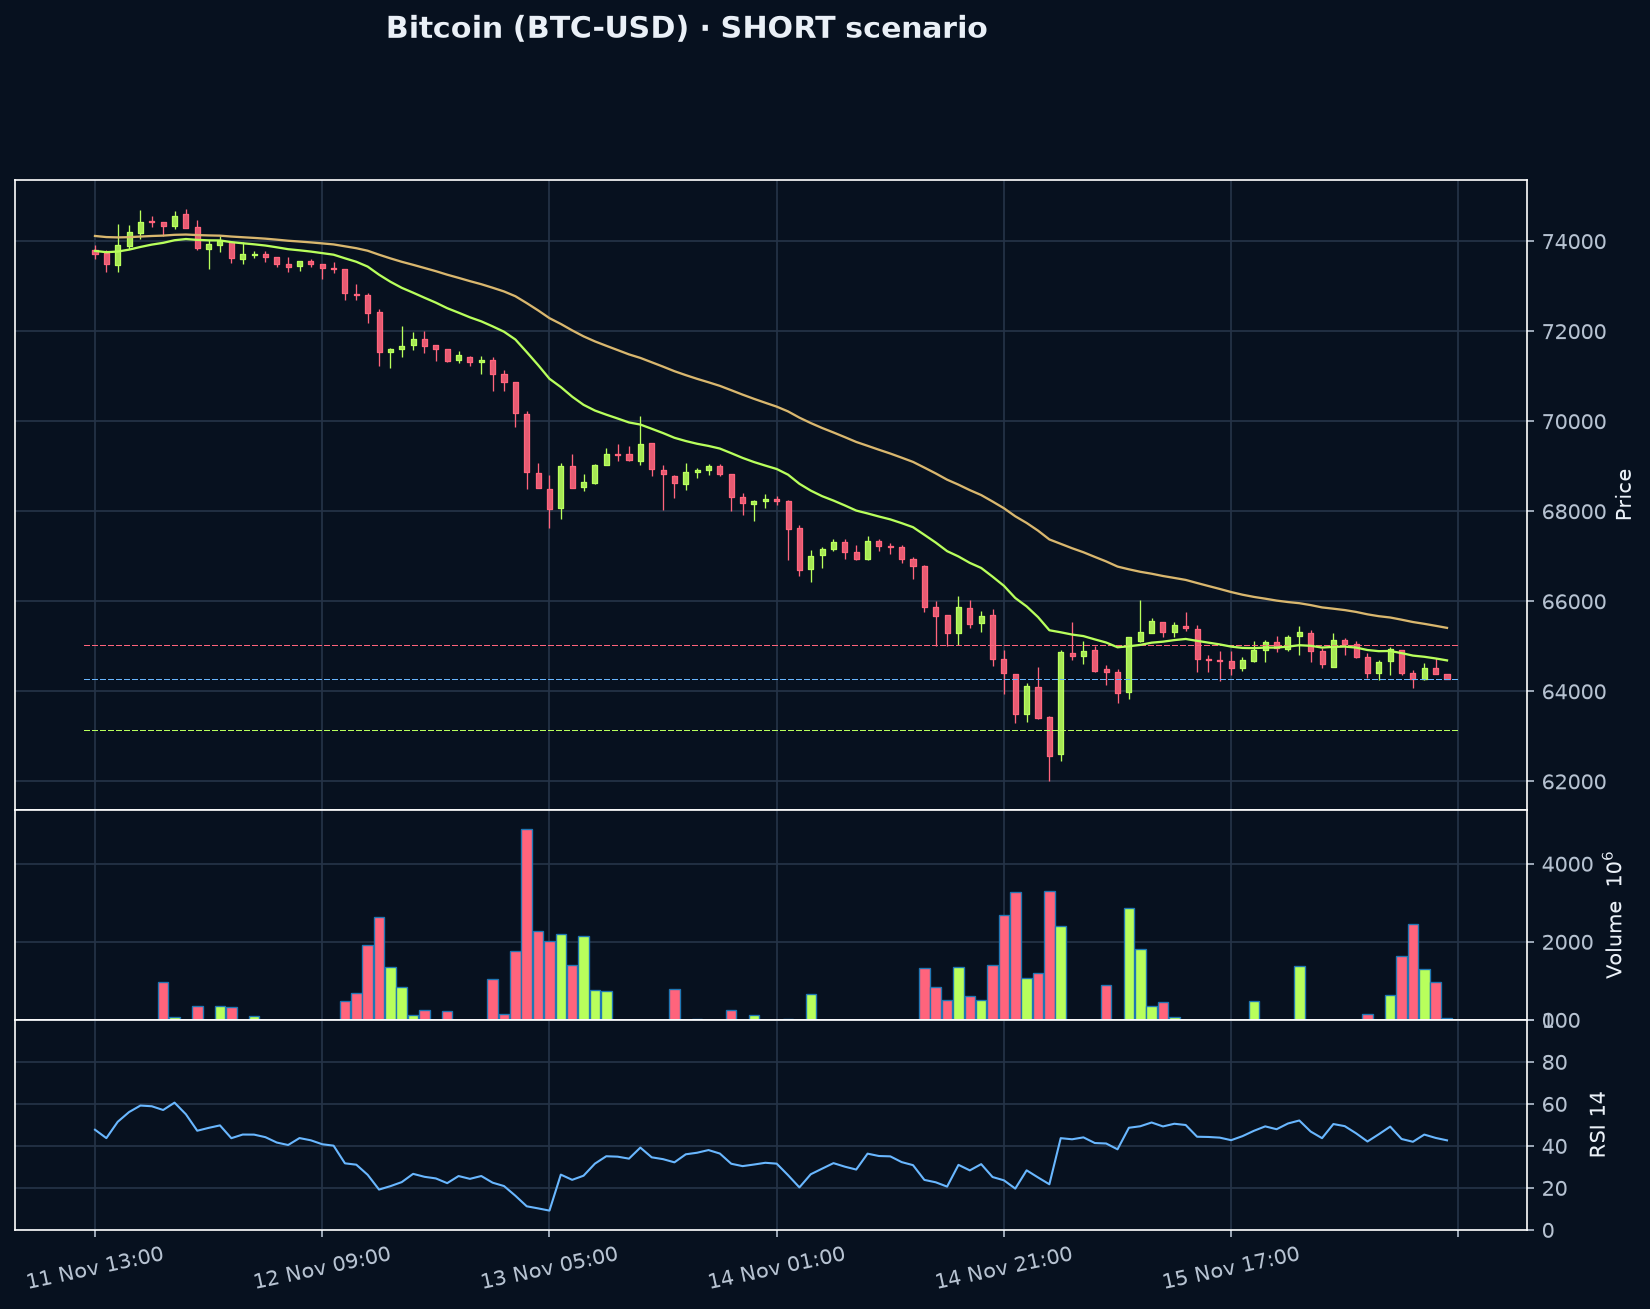 Bitcoin (BTC-USD) · SHORT scenario
74000
72000
70000
68000
66000
64000
62000
Price
4000
2000
0
Volume 10⁶
100
80
60
40
20
0
RSI 14
11 Nov 13:00
12 Nov 09:00
13 Nov 05:00
14 Nov 01:00
14 Nov 21:00
15 Nov 17:00